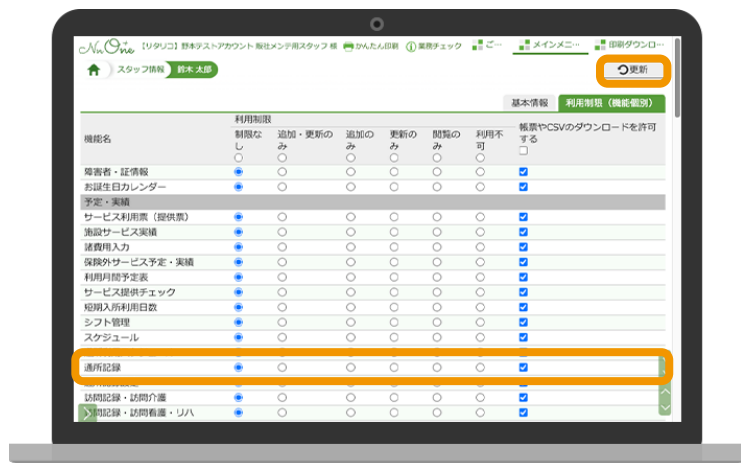 NuOne 【リタリコ】野本テストアカウント 販社メンテ用スタッフ 様 かんたん印刷 業務チェック ご… メインメニ… 印刷ダウンロ…
スタッフ情報 鈴木 太郎 更新
基本情報 利用制限（機能個別）
機能名
利用制限
制限なし 追加・更新のみ 追加のみ 更新のみ 閲覧のみ 利用不可
帳票やCSVのダウンロードを許可する
障害者・証情報
お誕生日カレンダー
予定・実績
サービス利用票（提供票）
施設サービス実績
諸費用入力
保険外サービス予定・実績
利用月間予定表
サービス提供チェック
短期入所利用日数
シフト管理
スケジュール
通所記録
訪問記録・訪問介護
訪問記録・訪問看護・リハ